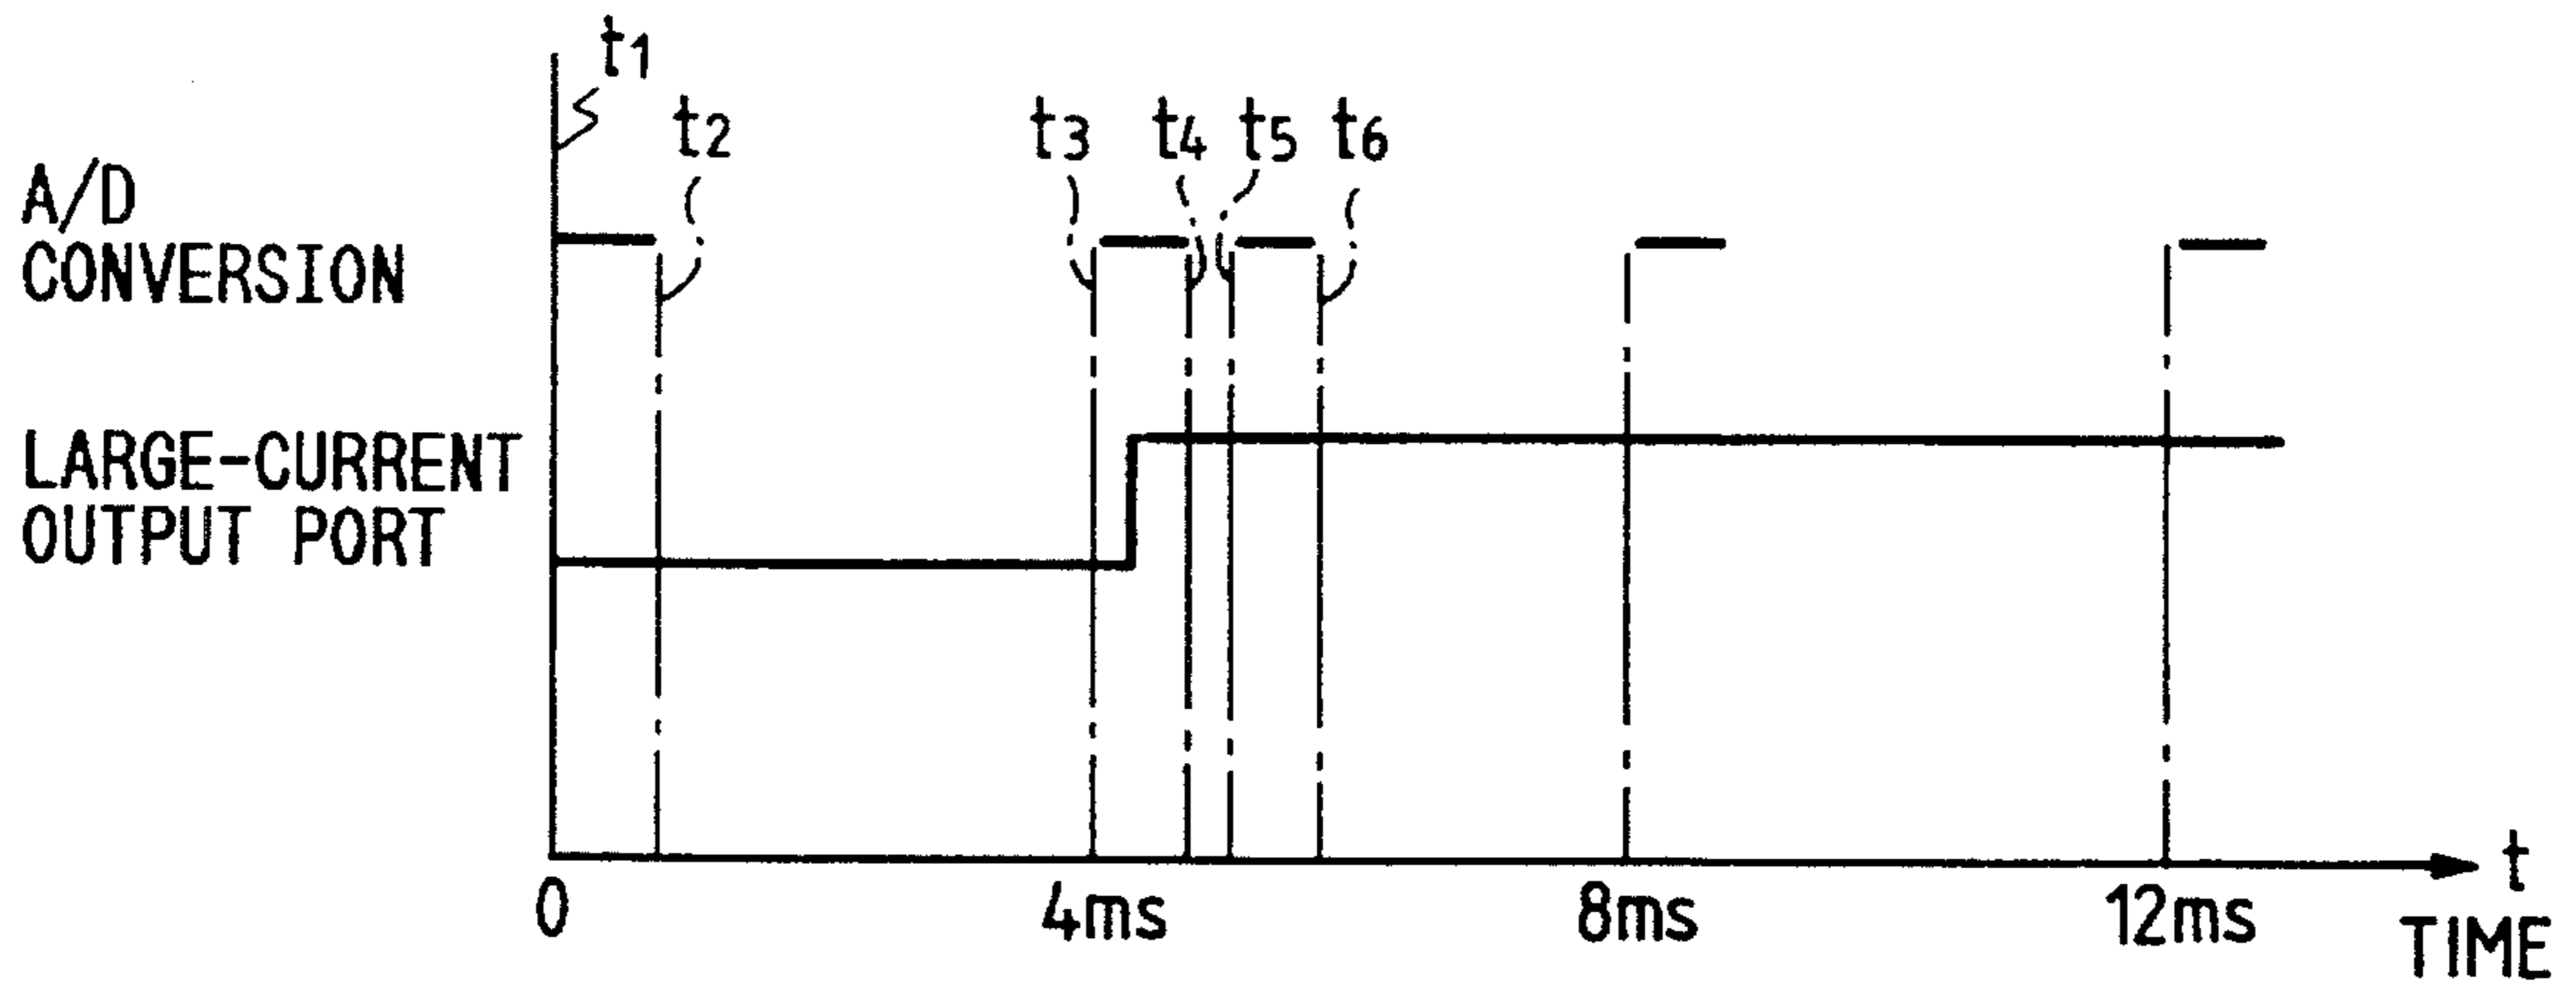 t1
t2
t3
t4
t5
t6
A/D
CONVERSION
LARGE-CURRENT
OUTPUT PORT
0
4ms
8ms
12ms
t
TIME